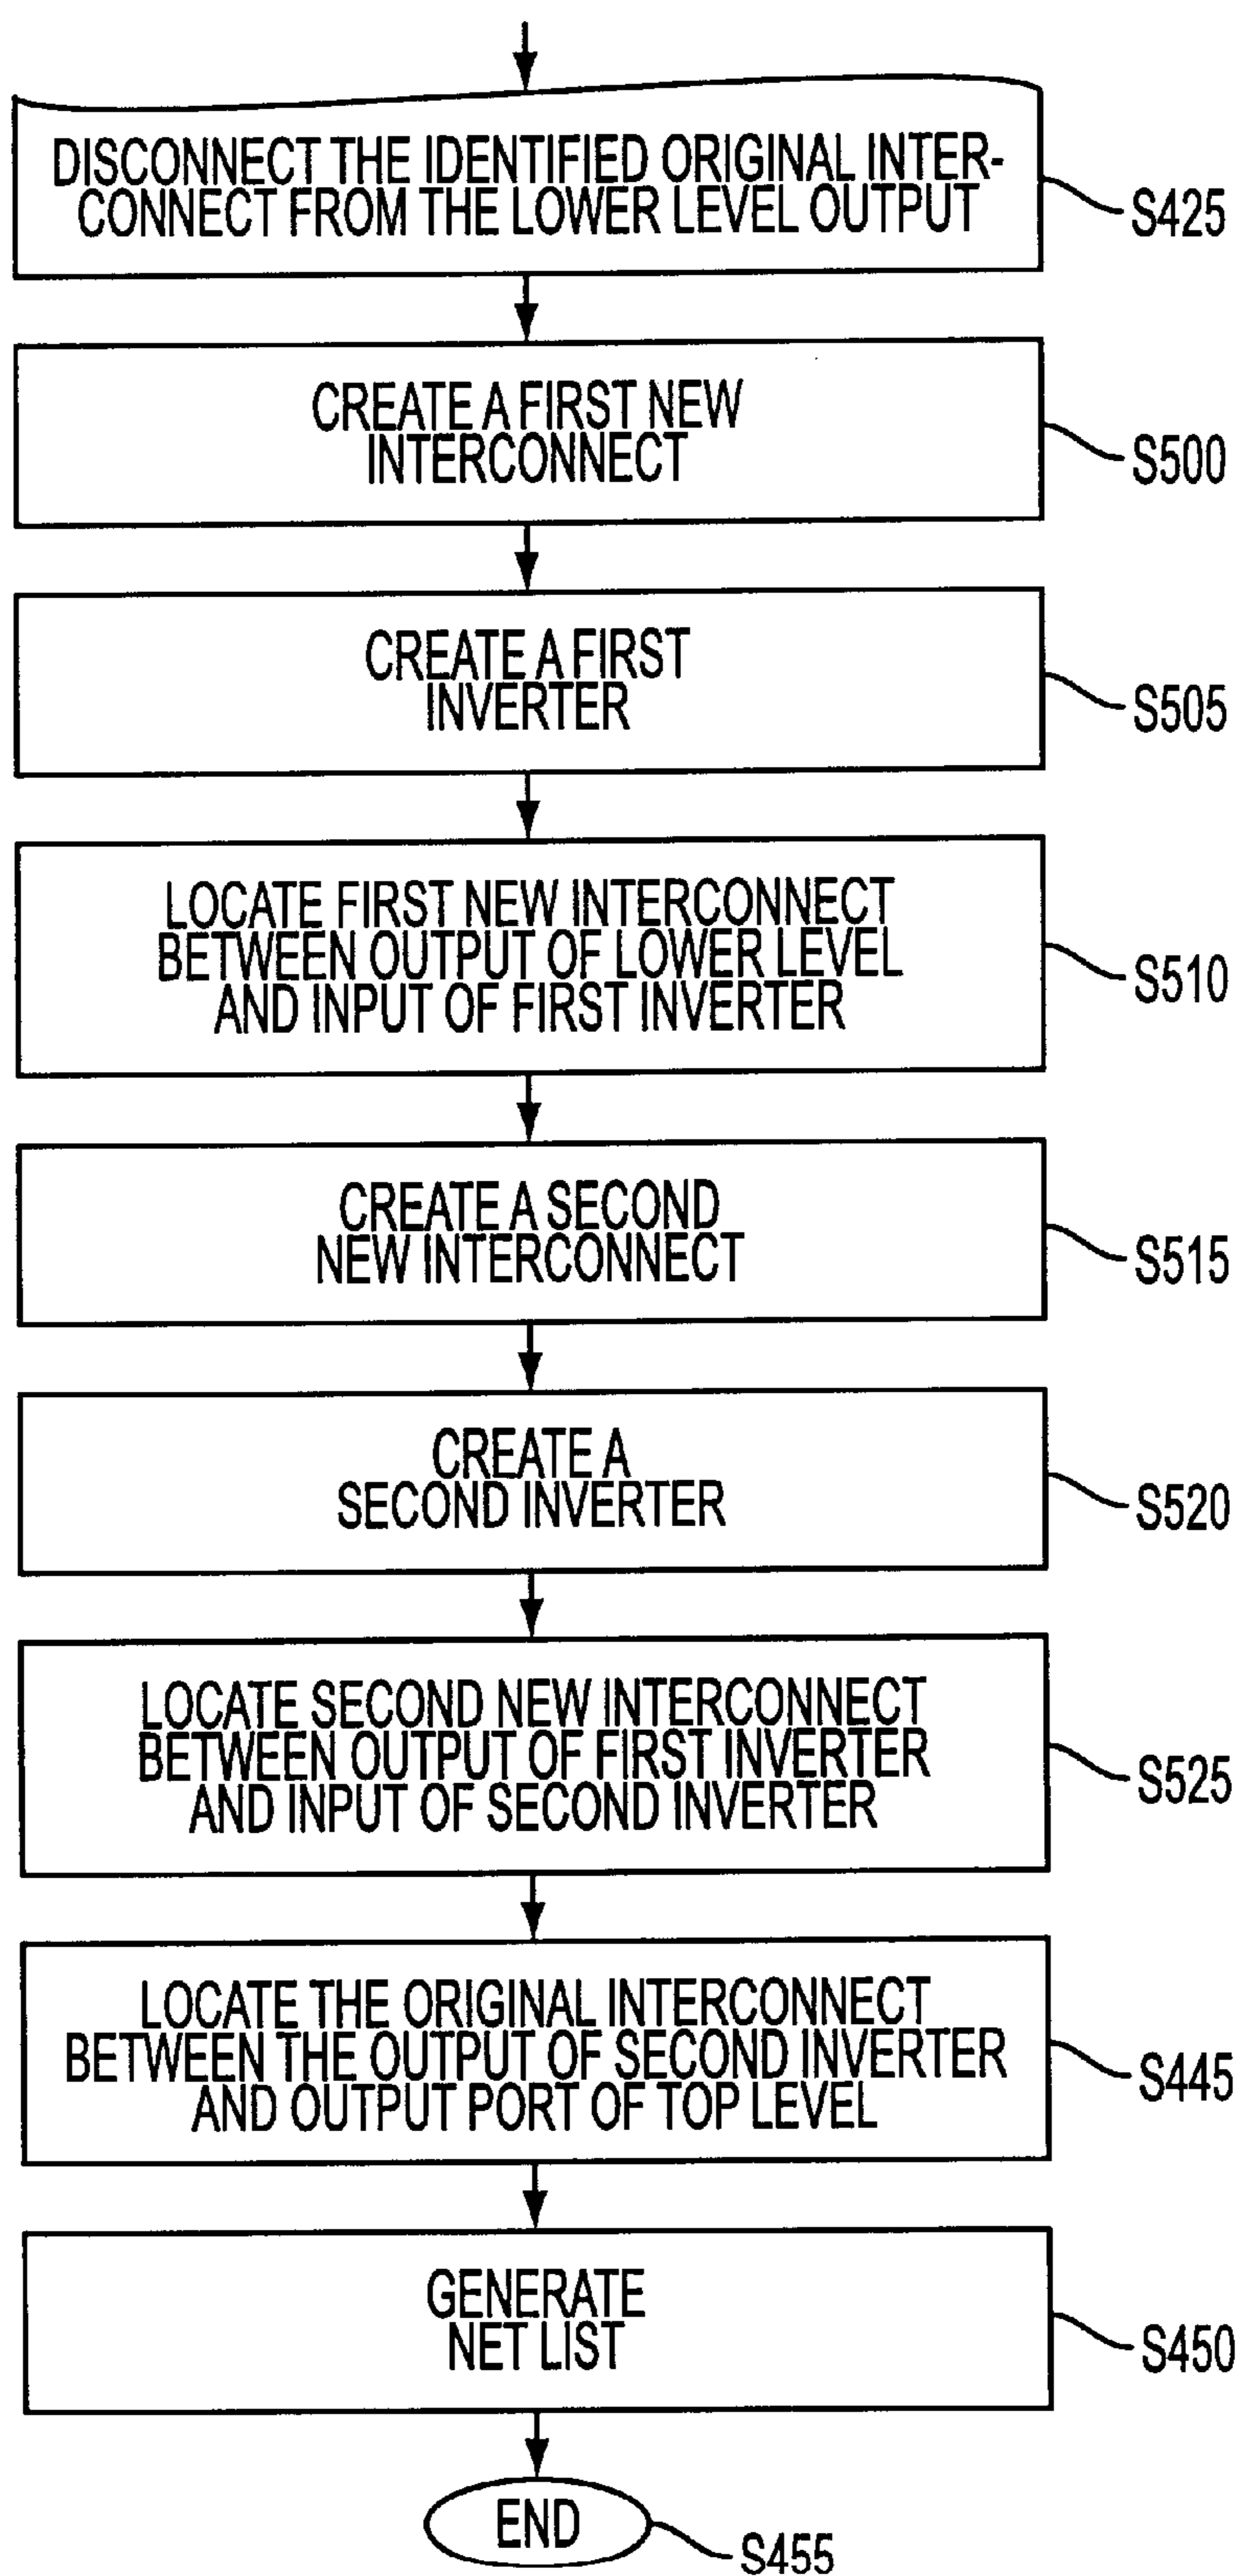 DISCONNECT THE IDENTIFIED ORIGINAL INTER-
CONNECT FROM THE LOWER LEVEL OUTPUT
S425
CREATE A FIRST NEW
INTERCONNECT
S500
CREATE A FIRST
INVERTER
S505
LOCATE FIRST NEW INTERCONNECT
BETWEEN OUTPUT OF LOWER LEVEL
AND INPUT OF FIRST INVERTER
S510
CREATE A SECOND
NEW INTERCONNECT
S515
CREATE A
SECOND INVERTER
S520
LOCATE SECOND NEW INTERCONNECT
BETWEEN OUTPUT OF FIRST INVERTER
AND INPUT OF SECOND INVERTER
S525
LOCATE THE ORIGINAL INTERCONNECT
BETWEEN THE OUTPUT OF SECOND INVERTER
AND OUTPUT PORT OF TOP LEVEL
S445
GENERATE
NET LIST
S450
END
S455